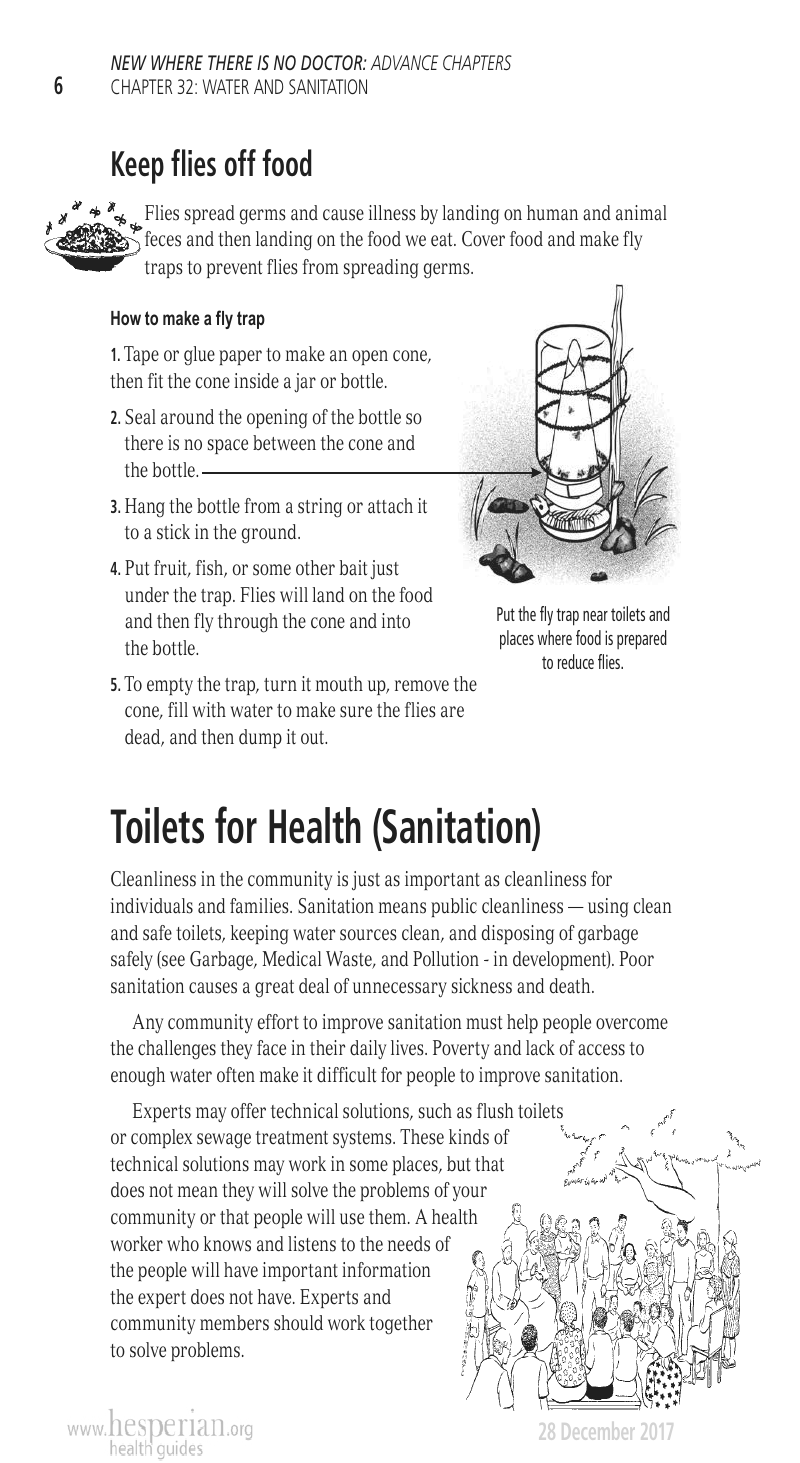 NEW WHERE THERE IS NO DOCTOR: ADVANCE CHAPTERS
6 CHAPTER 32: WATER AND SANITATION
Keep flies off food
Flies spread germs and cause illness by landing on human and animal
feces and then landing on the food we eat. Cover food and make fly
traps to prevent flies from spreading germs.
How to make a fly trap
1. Tape or glue paper to make an open cone,
then fit the cone inside a jar or bottle.
2. Seal around the opening of the bottle so
there is no space between the cone and
the bottle.
3. Hang the bottle from a string or attach it
to a stick in the ground.
4. Put fruit, fish, or some other bait just
under the trap. Flies will land on the food
and then fly through the cone and into
the bottle.
5. To empty the trap, turn it mouth up, remove the
cone, fill with water to make sure the flies are
dead, and then dump it out.
Put the fly trap near toilets and
places where food is prepared
to reduce flies.
Toilets for Health (Sanitation)
Cleanliness in the community is just as important as cleanliness for
individuals and families. Sanitation means public cleanliness — using clean
and safe toilets, keeping water sources clean, and disposing of garbage
safely (see Garbage, Medical Waste, and Pollution - in development). Poor
sanitation causes a great deal of unnecessary sickness and death.
Any community effort to improve sanitation must help people overcome
the challenges they face in their daily lives. Poverty and lack of access to
enough water often make it difficult for people to improve sanitation.
Experts may offer technical solutions, such as flush toilets
or complex sewage treatment systems. These kinds of
technical solutions may work in some places, but that
does not mean they will solve the problems of your
community or that people will use them. A health
worker who knows and listens to the needs of
the people will have important information
the expert does not have. Experts and
community members should work together
to solve problems.
www.hesperian.org
health guides
28 December 2017